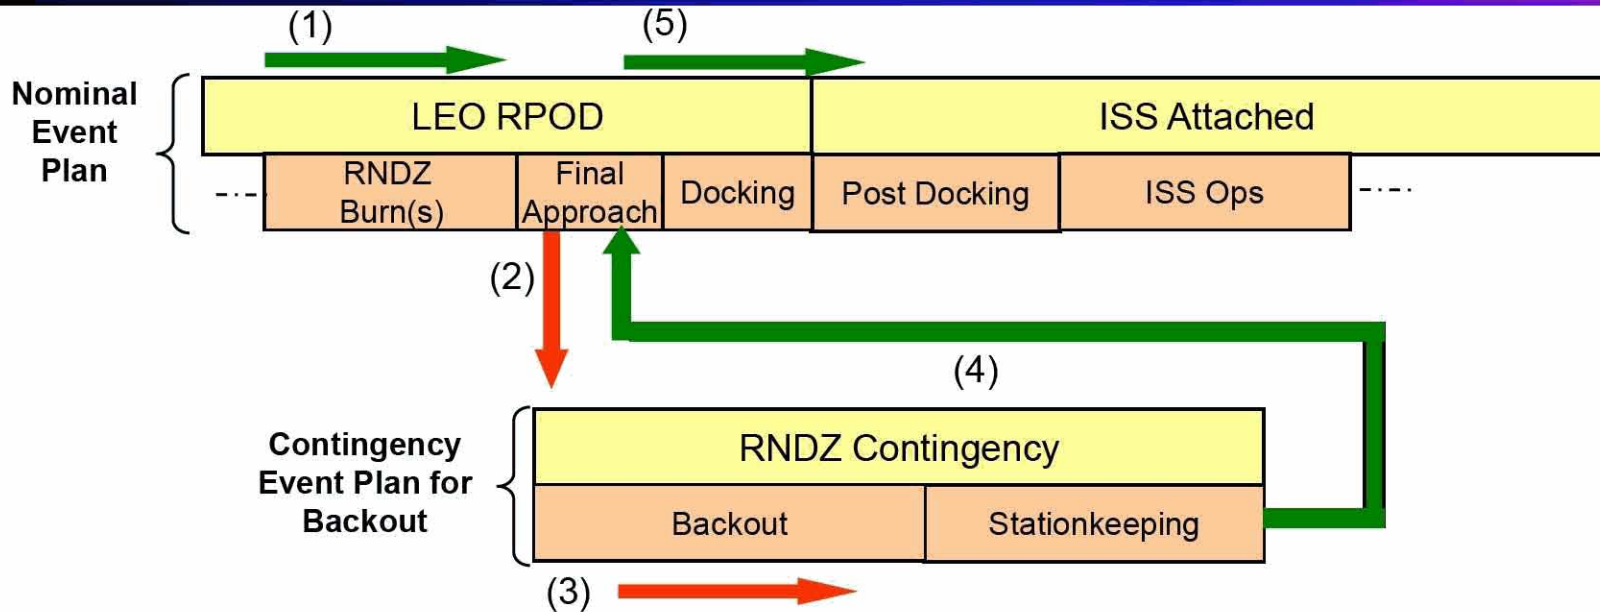 (1)
(5)
Nominal
Event
Plan
LEO RPOD
ISS Attached
RNDZ
Burn(s)
Final
Approach
Docking
Post Docking
ISS Ops
(2)
(4)
Contingency
Event Plan for
Backout
RNDZ Contingency
Backout
Stationkeeping
(3)